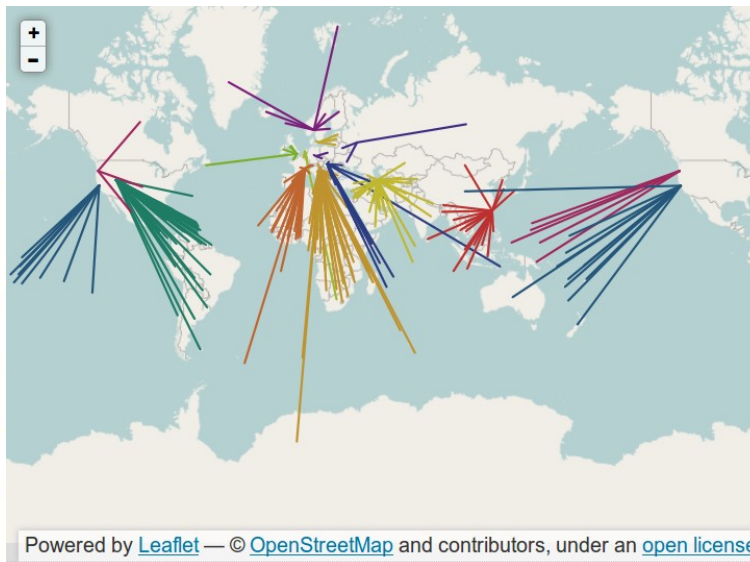 +
-
Powered by Leaflet — © OpenStreetMap and contributors, under an open license